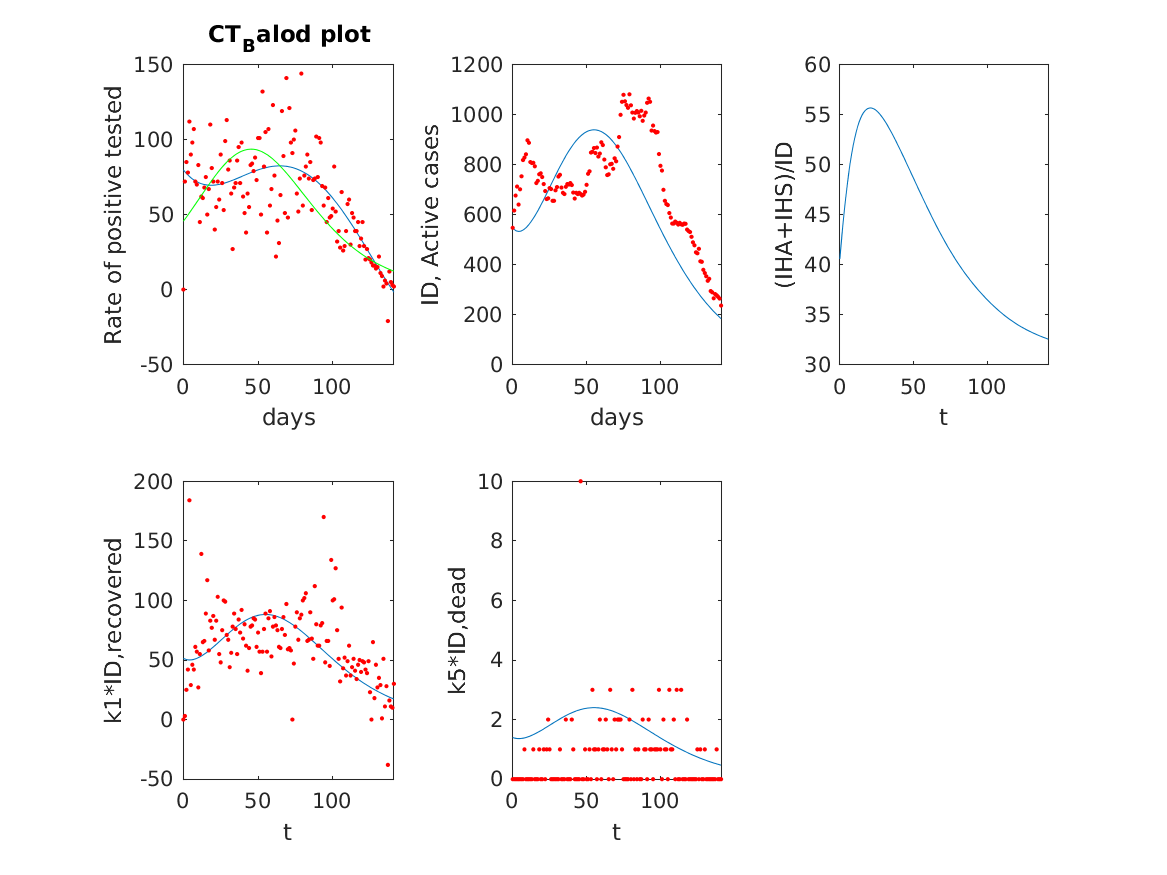 CT_Balod plot
150
100
50
0
-50
0 50 100
days
Rate of positive tested
1200
1000
800
600
400
200
0
0 50 100
days
ID, Active cases
60
55
50
45
40
35
30
0 50 100
t
(IHA+IHS)/ID
200
150
100
50
0
-50
0 50 100
t
k1*ID,recovered
10
8
6
4
2
0
0 50 100
t
k5*ID,dead